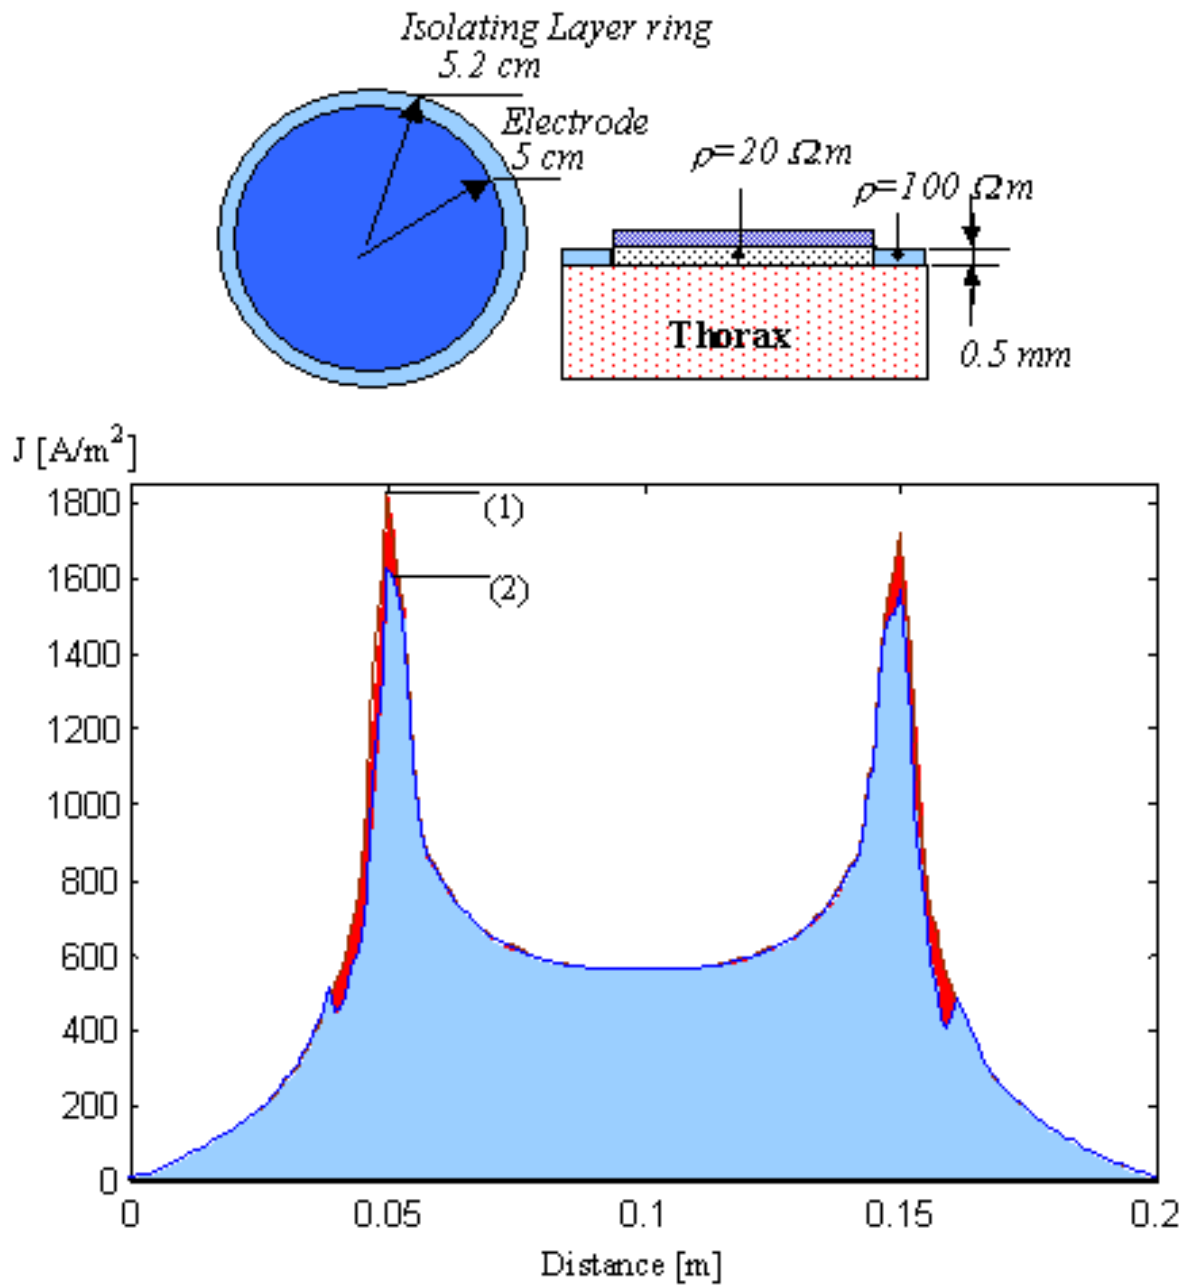 Isolating Layer ring
5.2 cm
Electrode
5 cm
ρ=20 Ωm
ρ=100 Ωm
Thorax
0.5 mm
J [A/m²]
1800
(1)
1600
(2)
1400
1200
1000
800
600
400
200
0
0 0.05 0.1 0.15 0.2
Distance [m]